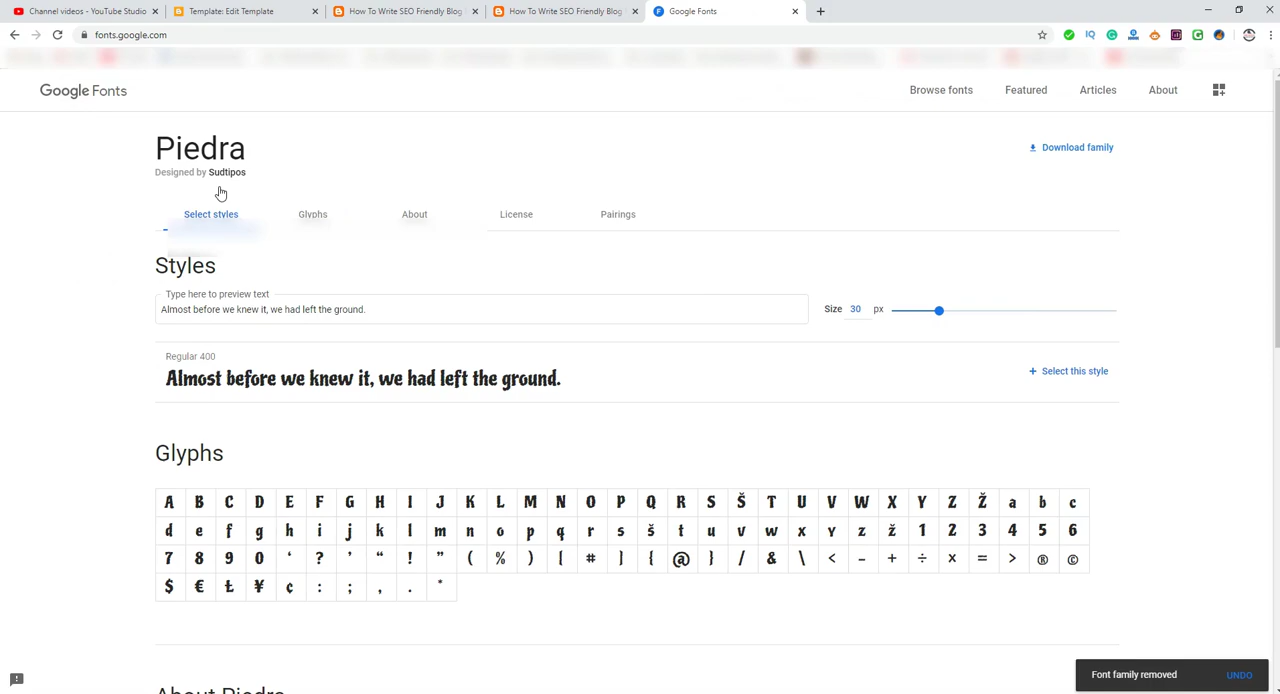 Channel videos - YouTube Studio
Template: Edit Template
How To Write SEO Friendly Blog
How To Write SEO Friendly Blog
Google Fonts
fonts.google.com
Google Fonts
Browse fonts
Featured
Articles
About
Piedra
Download family
Designed by Sudtipos
Select styles
Glyphs
About
License
Pairings
Styles
Type here to preview text
Almost before we knew it, we had left the ground.
Size 30 px
Regular 400
Almost before we knew it, we had left the ground.
+ Select this style
Glyphs
A B C D E F G H I J K L M N O P Q R S Š T U V W X Y Z Ž a b c
d e f g h i j k l m n o p q r s š t u v w x y z ž 1 2 3 4 5 6
7 8 9 0 ‘ ? ’ “ ! ” ( % ) [ # ] { @ } / & \ < - + ÷ × = > ® ©
$ € Ł ¥ ¢ : ; , . *
About Piedra
Font family removed
UNDO